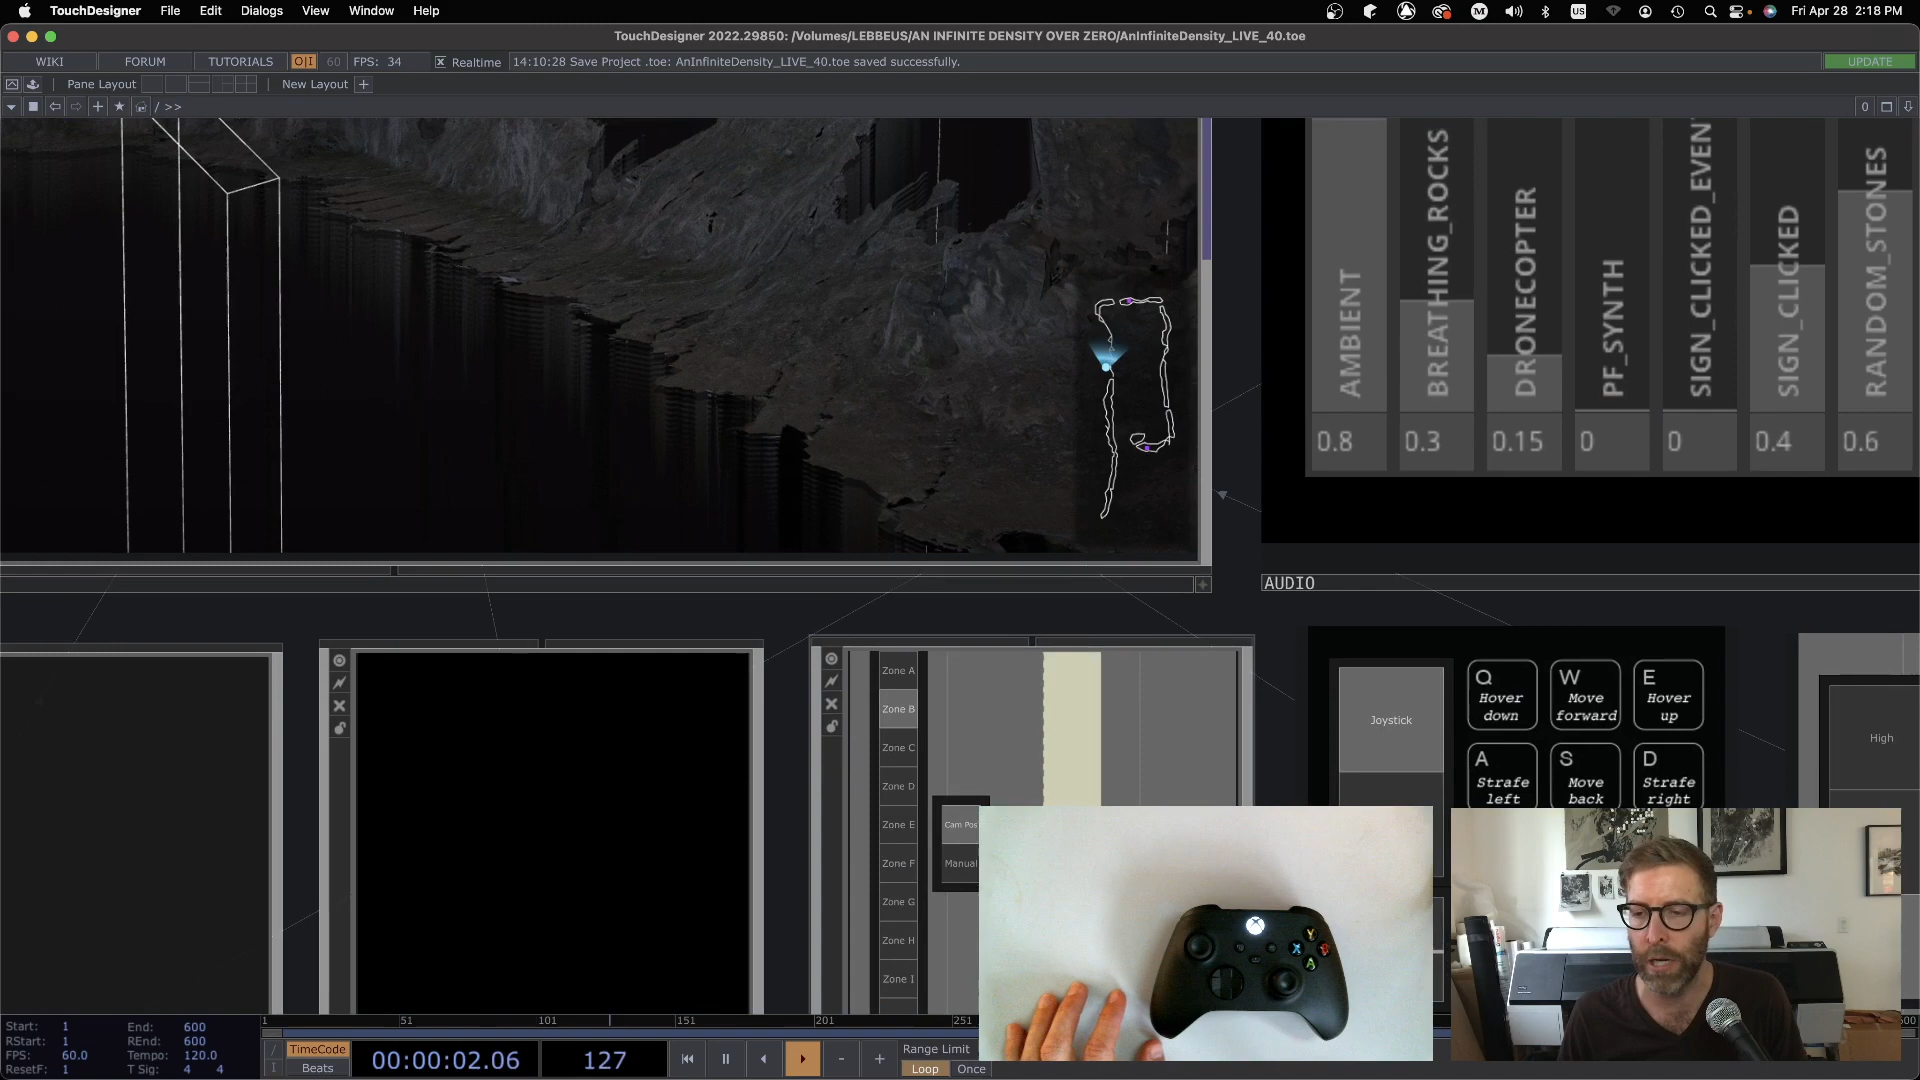 TouchDesigner File Edit Dialogs View Window Help
US Fri Apr 28 2:18 PM
TouchDesigner 2022.29850: /Volumes/LEBBEUS/AN INFINITE DENSITY OVER ZERO/AnInfiniteDensity_LIVE_40.toe
WIKI FORUM TUTORIALS O|I 60 FPS: 34 Realtime 14:10:28 Save Project .toe: AnInfiniteDensity_LIVE_40.toe saved successfully. UPDATE
Pane Layout New Layout
/ >> 0
AMBIENT
BREATHING_ROCKS
DRONECOPTER
PF_SYNTH
SIGN_CLICKED_EVEN
SIGN_CLICKED
RANDOM_STONES
0.8 0.3 0.15 0 0 0.4 0.6
AUDIO
Zone A
Zone B
Zone C
Zone D
Zone E
Zone F
Zone G
Zone H
Zone I
Cam Pos
Manual
Joystick
Q
Hover
down
W
Move
forward
E
Hover
up
A
Strafe
left
S
Move
back
D
Strafe
right
High
Y
X
B
A
1 51 101 151 201 251
Start: 1 End: 600
RStart: 1 REnd: 600
FPS: 60.0 Tempo: 120.0
ResetF: 1 T Sig: 4 4
TimeCode
Beats
00:00:02.06
127
Range Limit
Loop Once